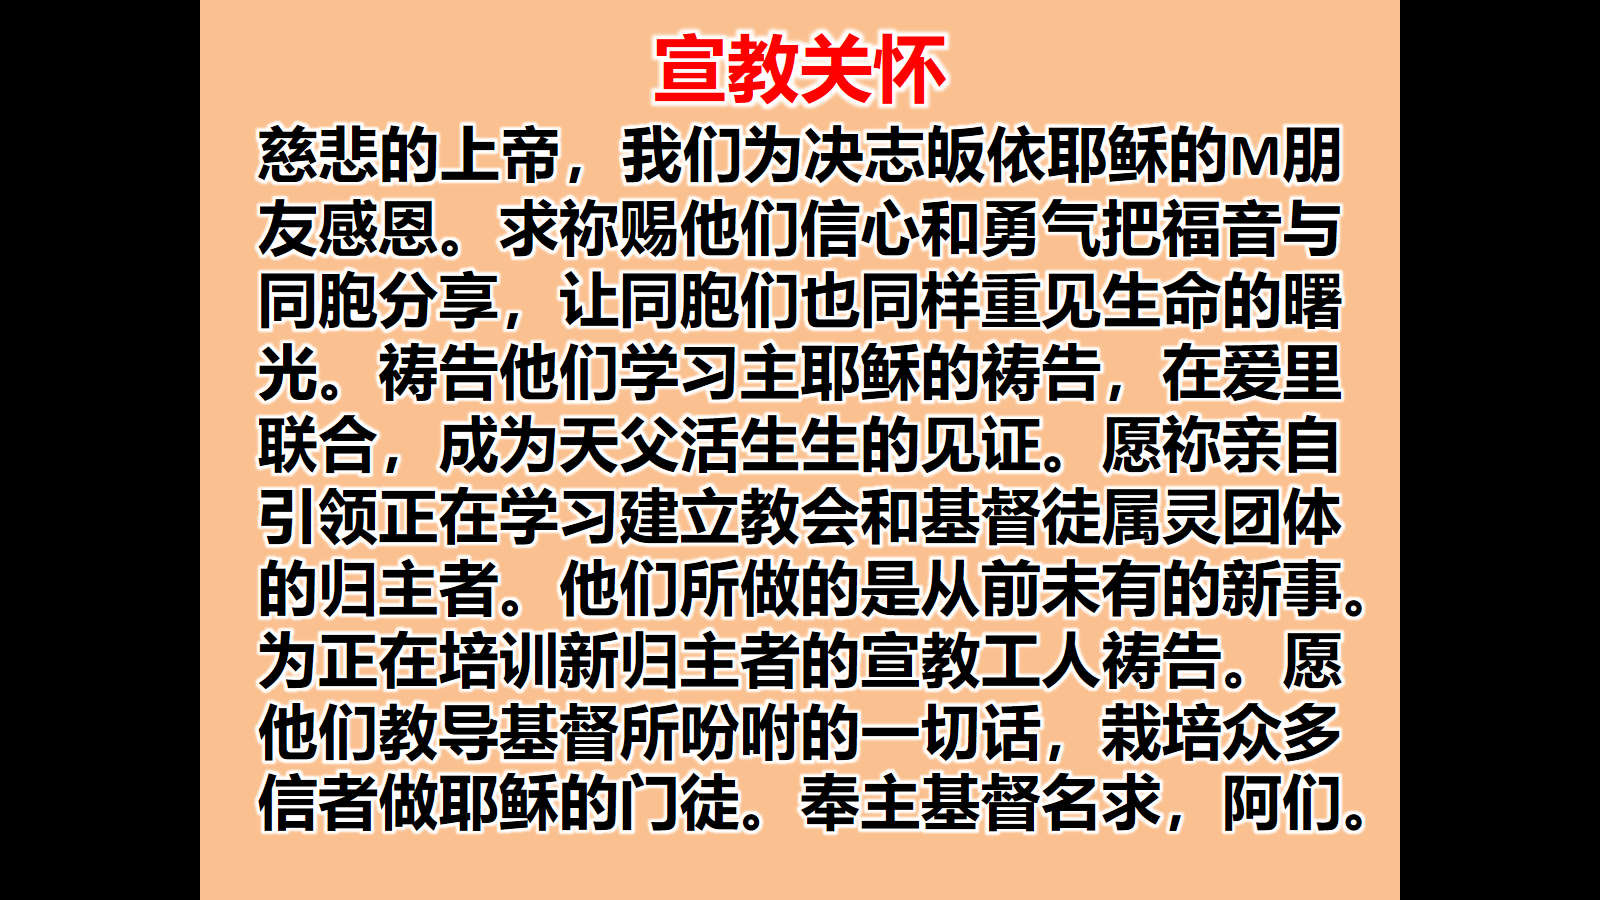 宣教关怀
慈悲的上帝，我们为决志皈依耶稣的M朋
友感恩。求祢赐他们信心和勇气把福音与
同胞分享，让同胞们也同样重见生命的曙
光。祷告他们学习主耶稣的祷告，在爱里
联合，成为天父活生生的见证。愿祢亲自
引领正在学习建立教会和基督徒属灵团体
的归主者。他们所做的是从前未有的新事。
为正在培训新归主者的宣教工人祷告。愿
他们教导基督所吩咐的一切话，栽培众多
信者做耶稣的门徒。奉主基督名求，阿们。